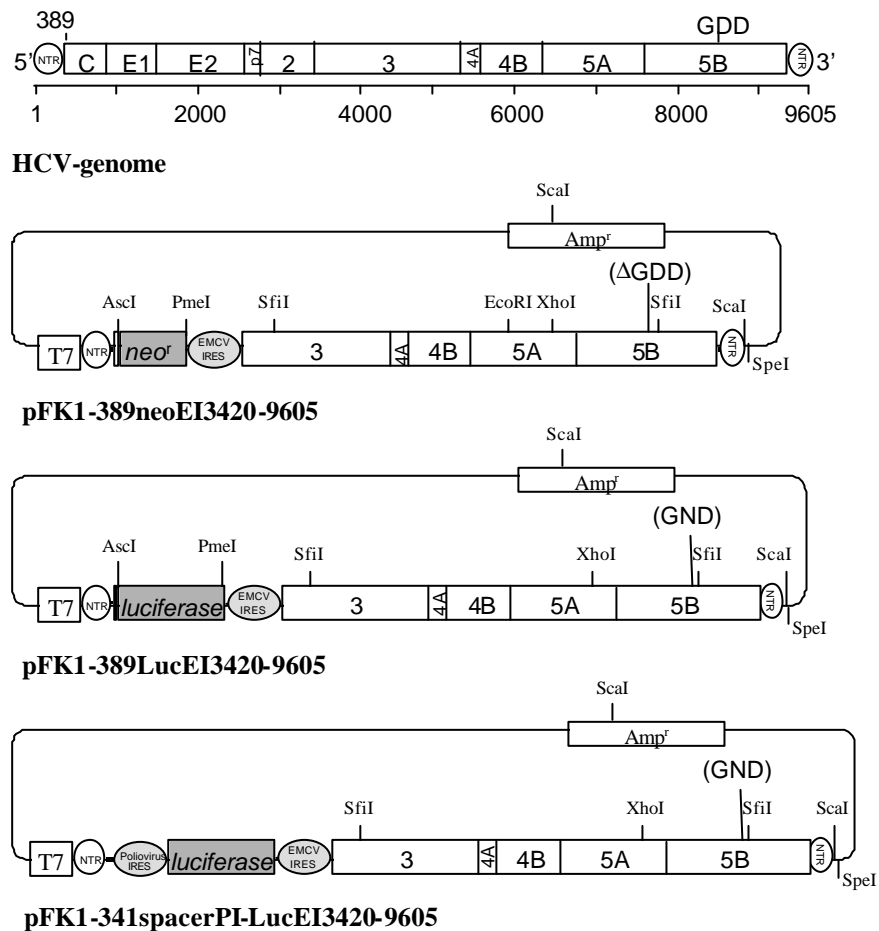 389 GDD
5’ NTR C E1 E2 p7 2 3 4A 4B 5A 5B NTR 3’
1 2000 4000 6000 8000 9605
HCV-genome
ScaI
Ampʳ
(ΔGDD)
AscI PmeI SfiI EcoRI XhoI SfiI ScaI
T7 NTR neoʳ EMCV IRES 3 4A 4B 5A 5B NTR
SpeI
pFK1-389neoEI3420-9605
ScaI
Ampʳ
(GND)
AscI PmeI SfiI XhoI SfiI ScaI
T7 NTR luciferase EMCV IRES 3 4A 4B 5A 5B NTR
SpeI
pFK1-389LucEI3420-9605
ScaI
Ampʳ
(GND)
SfiI XhoI SfiI ScaI
T7 NTR Poliovirus IRES luciferase EMCV IRES 3 4A 4B 5A 5B NTR
SpeI
pFK1-341spacerPI-LucEI3420-9605